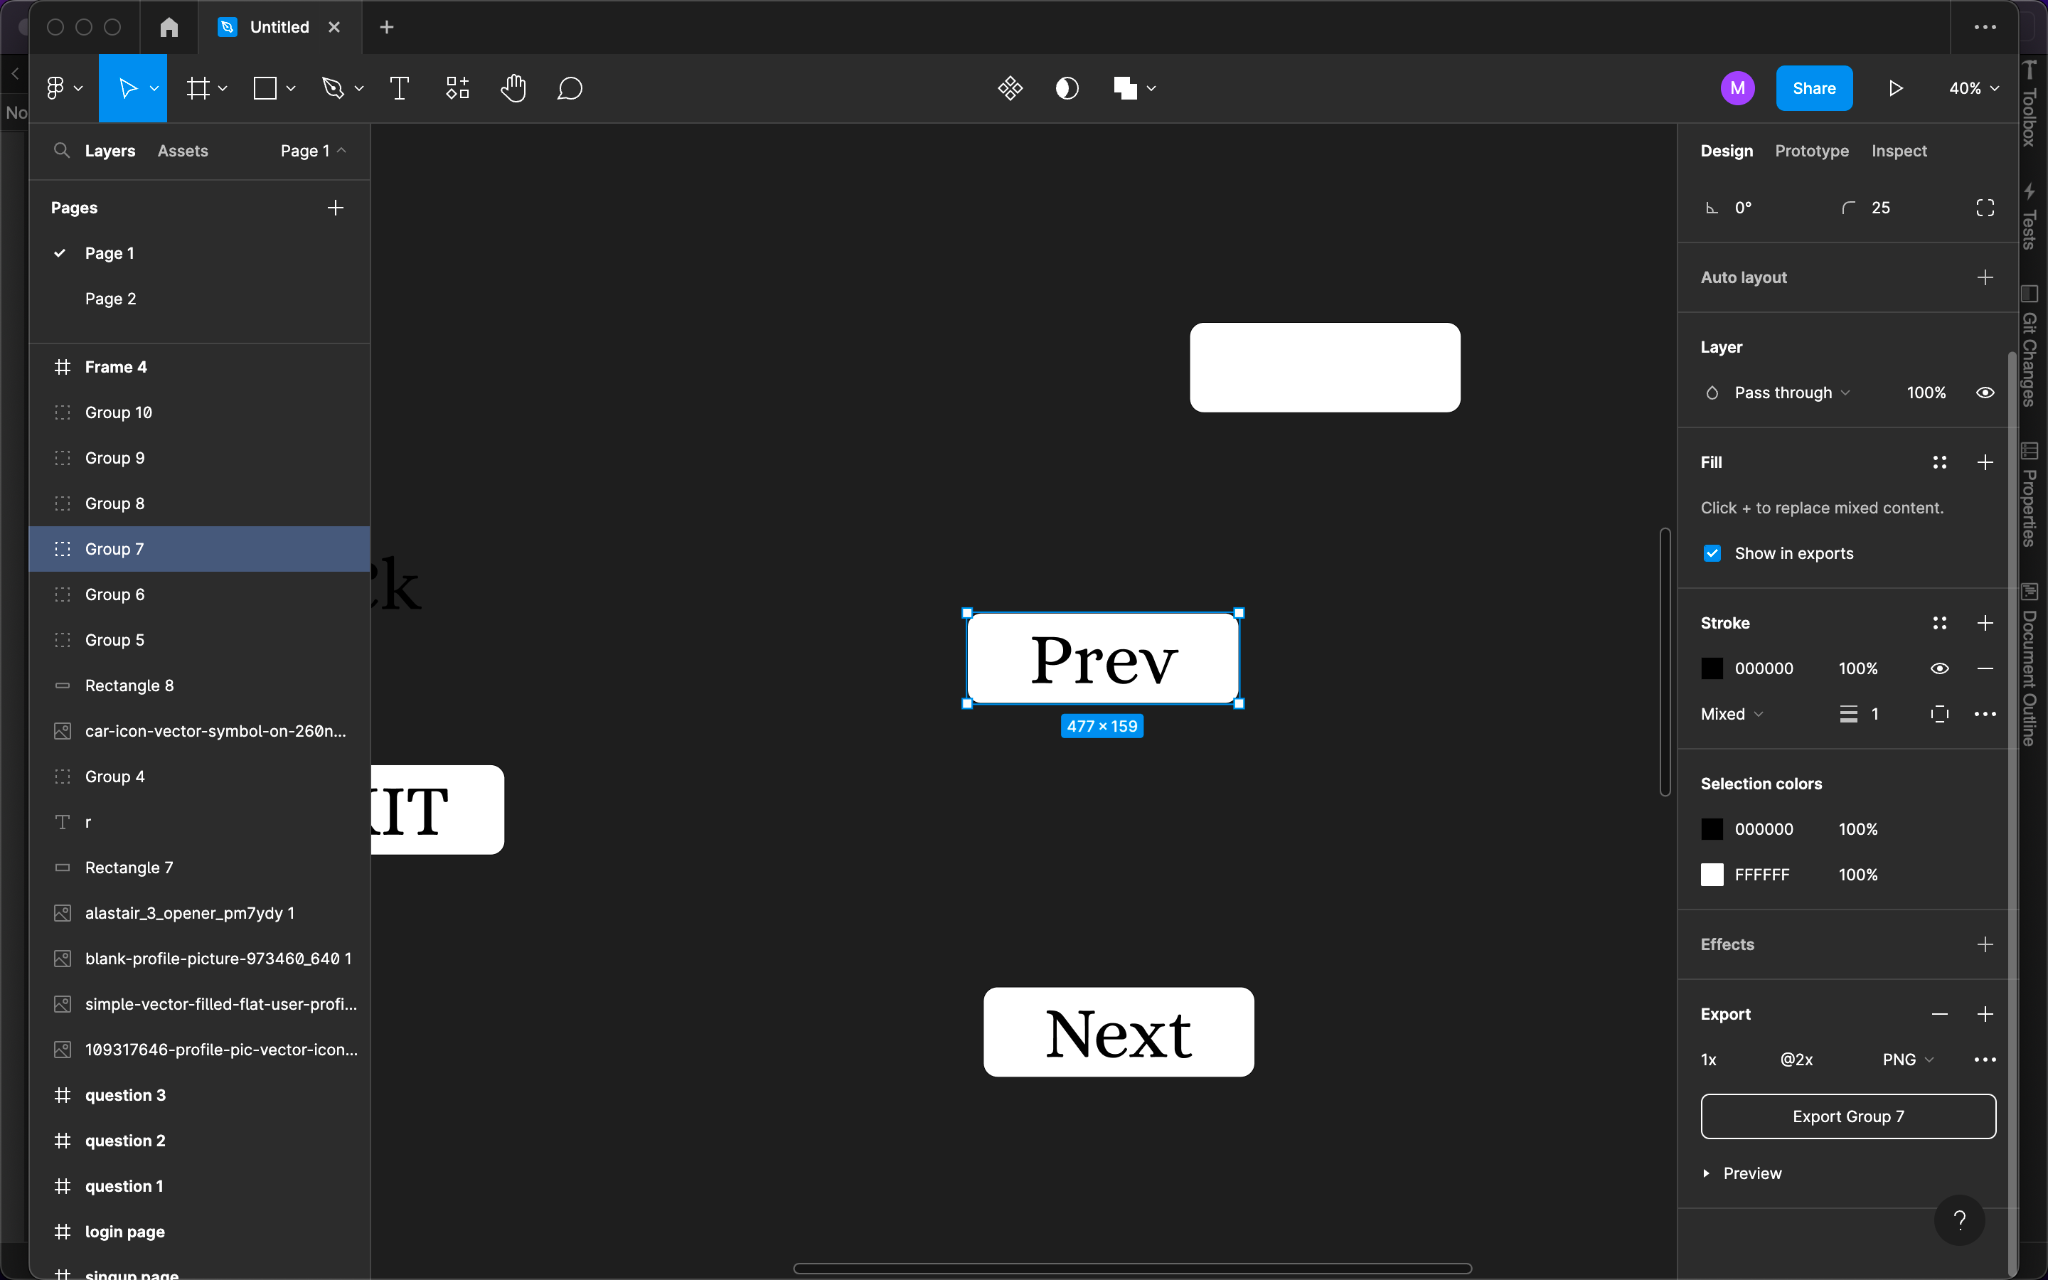 Untitled
M
Share
40%
No
Layers
Assets
Page 1
Pages
Page 1
Page 2
Frame 4
Group 10
Group 9
Group 8
Group 7
Group 6
Group 5
Rectangle 8
car-icon-vector-symbol-on-260n...
Group 4
r
Rectangle 7
alastair_3_opener_pm7ydy 1
blank-profile-picture-973460_640 1
simple-vector-filled-flat-user-profi...
109317646-profile-pic-vector-icon...
question 3
question 2
question 1
login page
singup page
ck
XIT
Prev
477 × 159
Next
Design
Prototype
Inspect
0°
25
Auto layout
Layer
Pass through
100%
Fill
Click + to replace mixed content.
Show in exports
Stroke
000000
100%
Mixed
1
Selection colors
000000
100%
FFFFFF
100%
Effects
Export
1x
@2x
PNG
Export Group 7
Preview
?
Toolbox
Tests
Git Changes
Properties
Document Outline